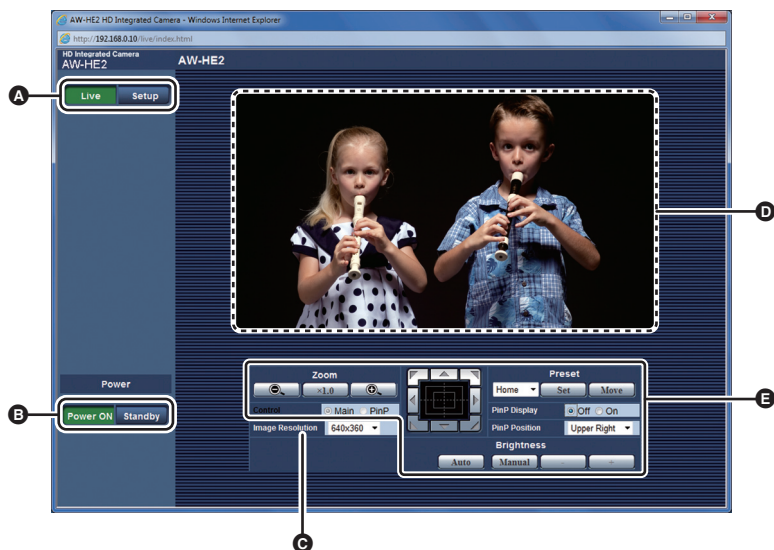 AW-HE2 HD Integrated Camera - Windows Internet Explorer
http://192.168.0.10/live/index.html
HD Integrated Camera
AW-HE2
AW-HE2
A
Live Setup
D
Power
B
Power ON Standby
Zoom
×1.0
Control Main PinP
Image Resolution 640x360
Preset
Home Set Move
E
PinP Display Off On
PinP Position Upper Right
Brightness
Auto Manual - +
C